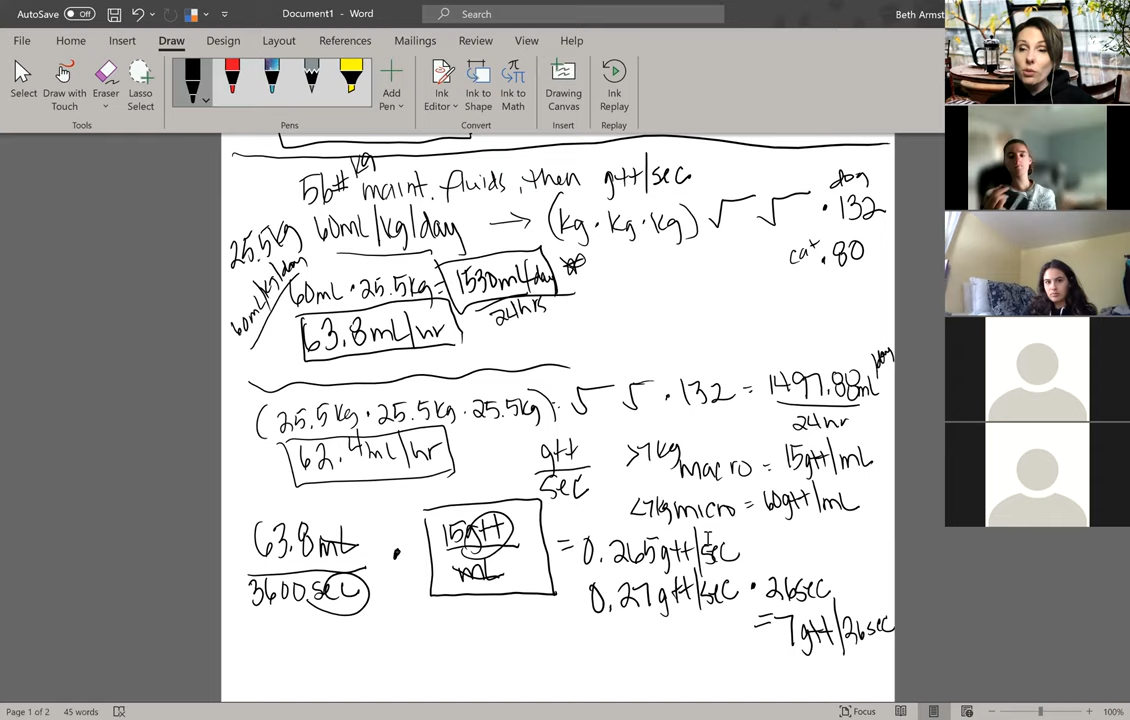 AutoSave Off Document1 - Word Search Beth Armst
File Home Insert Draw Design Layout References Mailings Review View Help
Select Draw with Touch Eraser Lasso Select Add Pen Ink Editor Ink to Shape Ink to Math Drawing Canvas Ink Replay
Tools Pens Convert Insert Replay
56# kg maint. fluids, then gtt/sec
25.5kg 60mL/kg/day → (kg · kg · kg) √ √ · 132 dog
cat · 80
60mL/kg/day
60mL · 25.5kg = 1530mL/day *
24hrs
63.8mL/hr
(25.5kg · 25.5kg · 25.5kg) · √ √ · 132 = 1497.88mL/day
24hr
62.4mL/hr
gtt
sec
>7kg macro = 15gtt/mL
<7kg micro = 60gtt/mL
63.8mL · 15gtt = 0.265gtt/sec
3600sec mL
0.27gtt/sec · 26sec
= 7gtt/26sec
Page 1 of 2 45 words Focus 100%